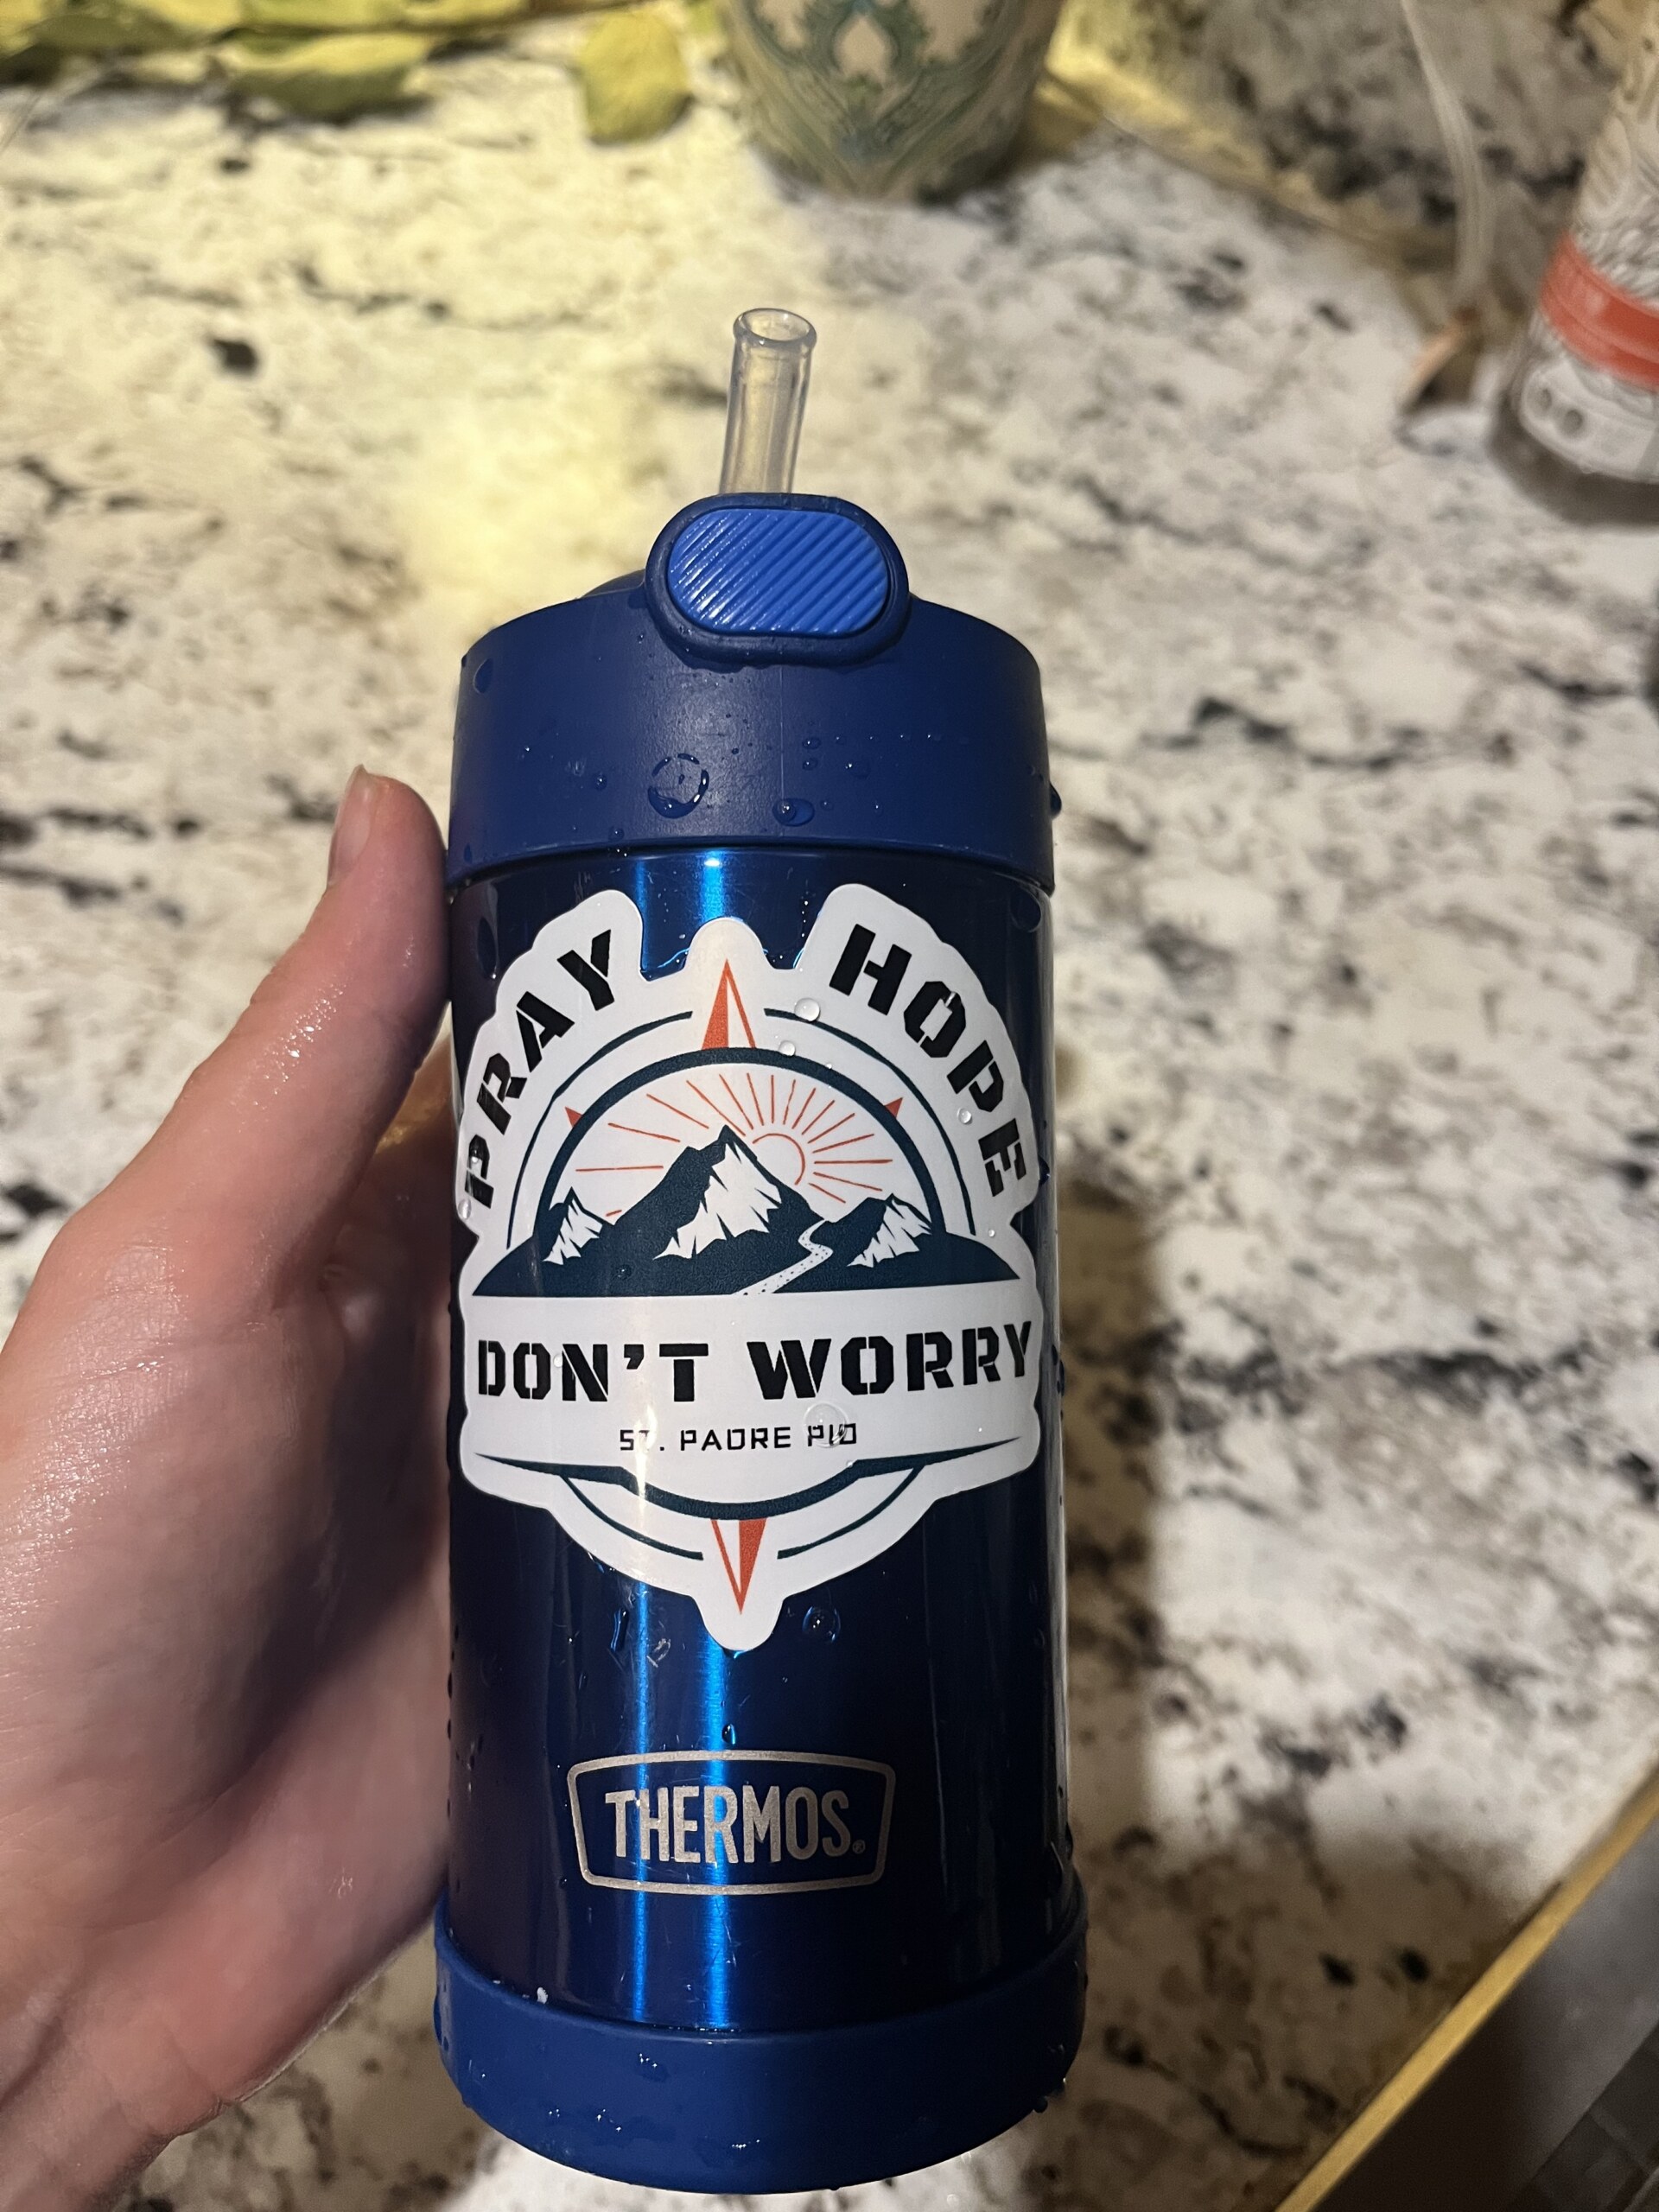 PRAY HOPE
DON'T WORRY
ST. PADRE PIO
THERMOS®